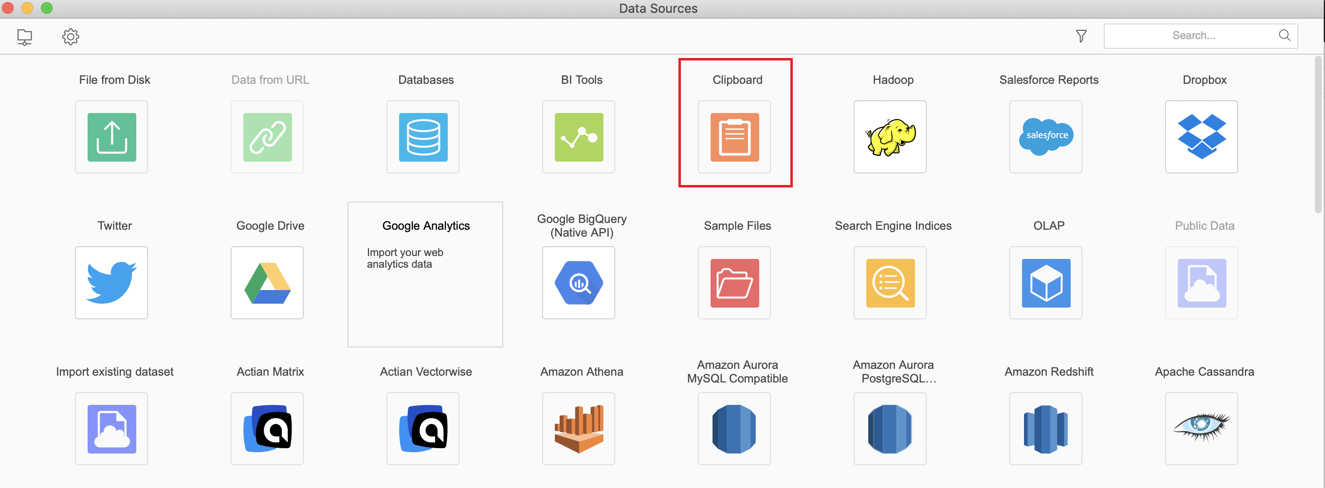 Data Sources
Search...
File from Disk
Data from URL
Databases
BI Tools
Clipboard
Hadoop
Salesforce Reports
Dropbox
salesforce
Twitter
Google Drive
Google Analytics
Import your web
analytics data
Google BigQuery
(Native API)
Sample Files
Search Engine Indices
OLAP
Public Data
Import existing dataset
Actian Matrix
Actian Vectorwise
Amazon Athena
Amazon Aurora
MySQL Compatible
Amazon Aurora
PostgreSQL...
Amazon Redshift
Apache Cassandra